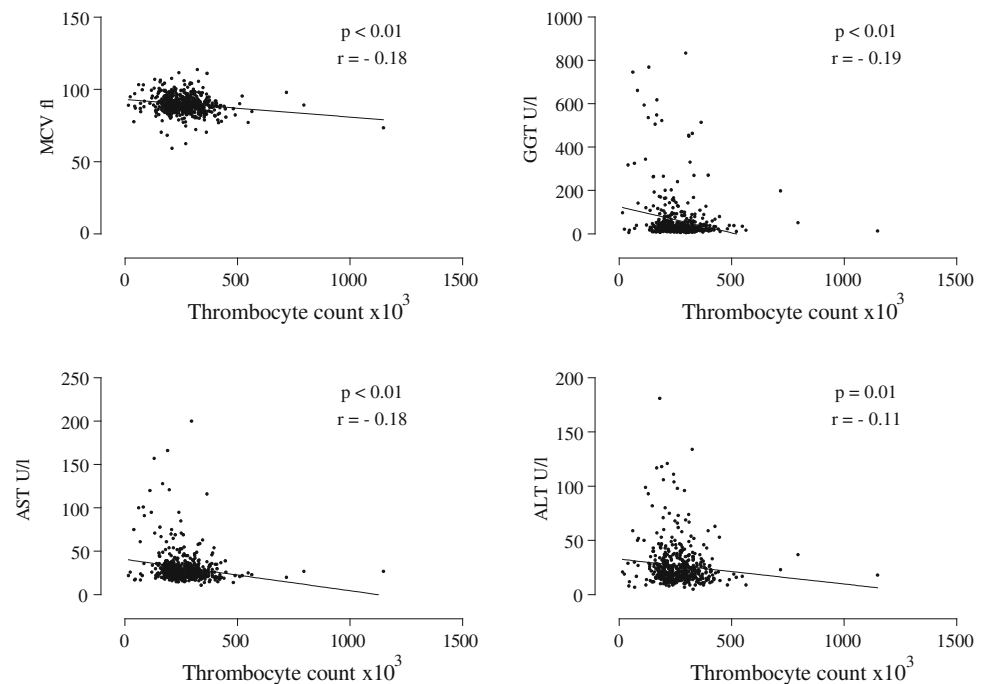 150
100
50
0
MCV fl
p < 0.01
r = - 0.18
0 500 1000 1500
Thrombocyte count x10³
1000
800
600
400
200
0
GGT U/l
p < 0.01
r = - 0.19
0 500 1000 1500
Thrombocyte count x10³
250
200
150
100
50
0
AST U/l
p < 0.01
r = - 0.18
0 500 1000 1500
Thrombocyte count x10³
200
150
100
50
0
ALT U/l
p = 0.01
r = - 0.11
0 500 1000 1500
Thrombocyte count x10³